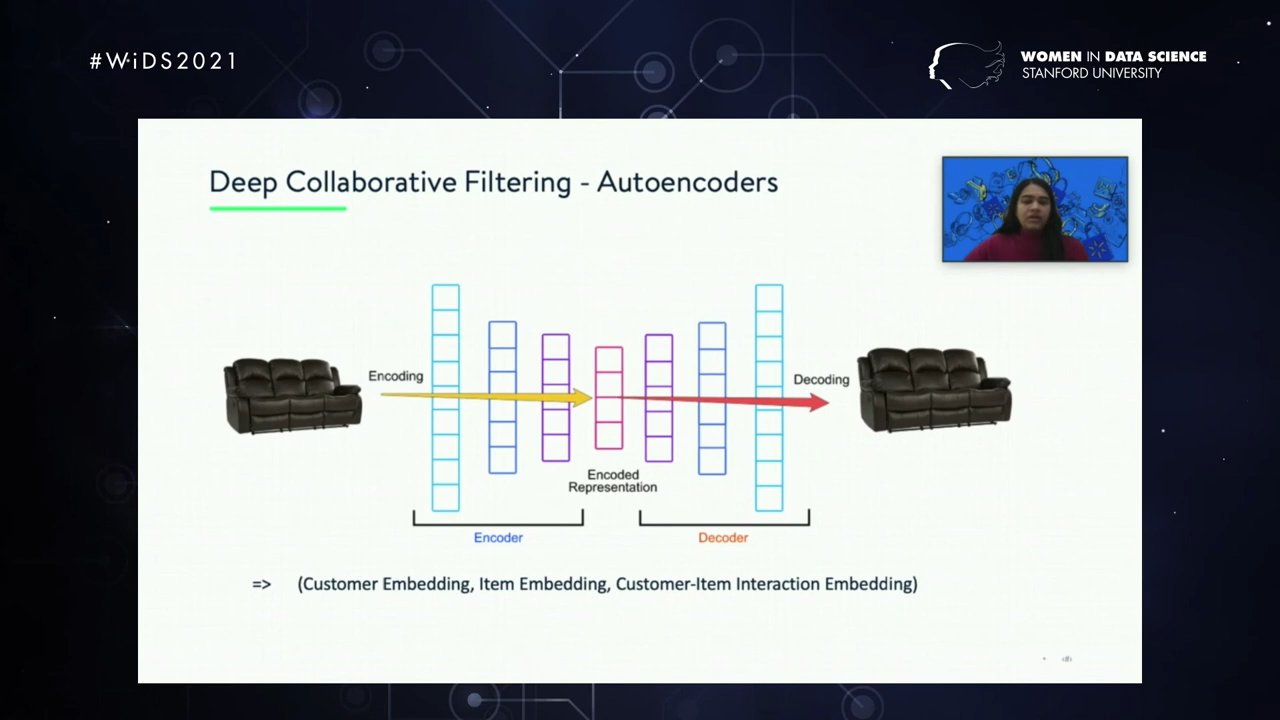 #WiDS2021
WOMEN IN DATA SCIENCE
STANFORD UNIVERSITY
Deep Collaborative Filtering - Autoencoders
Encoding
Decoding
Encoded
Representation
Encoder
Decoder
=> (Customer Embedding, Item Embedding, Customer-Item Interaction Embedding)